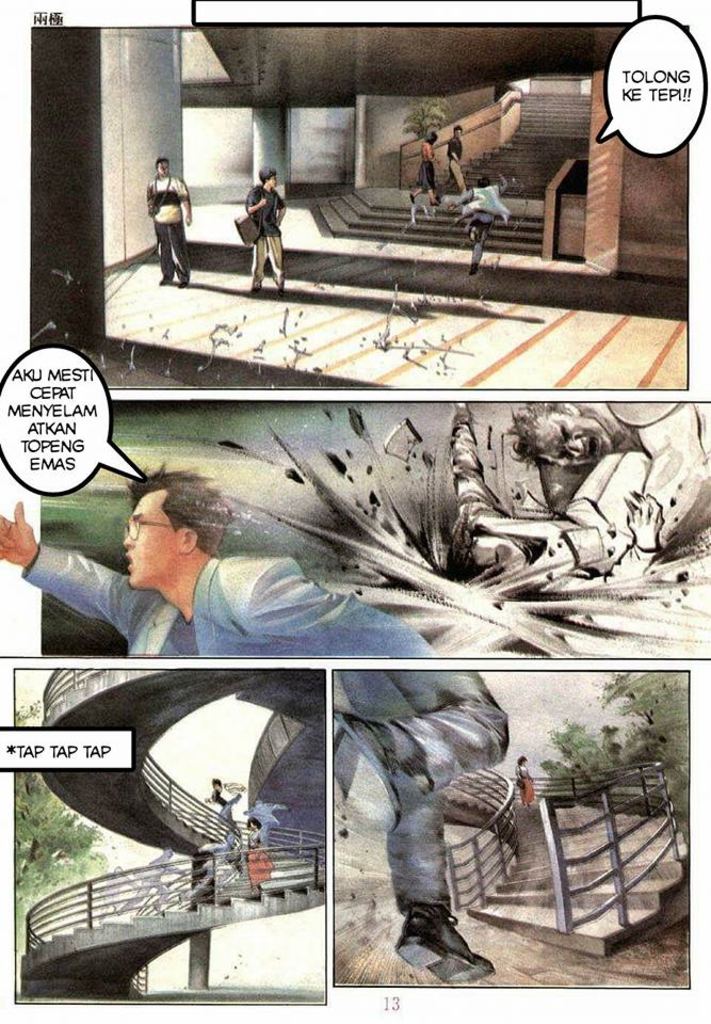 兩極
TOLONG
KE TEPI!!
AKU MESTI
CEPAT
MENYELAM
ATKAN
TOPENG
EMAS
*TAP TAP TAP
13